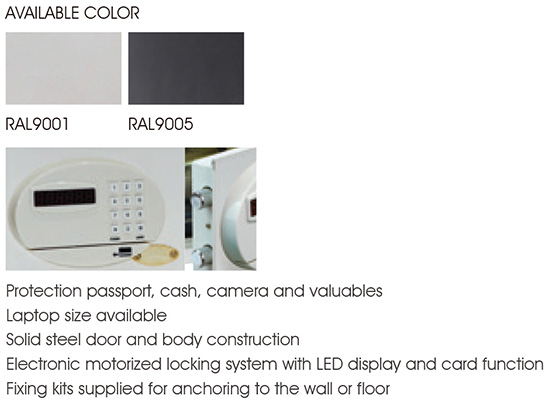 AVAILABLE COLOR
RAL9001 RAL9005
Protection passport, cash, camera and valuables
Laptop size available
Solid steel door and body construction
Electronic motorized locking system with LED display and card function
Fixing kits supplied for anchoring to the wall or floor